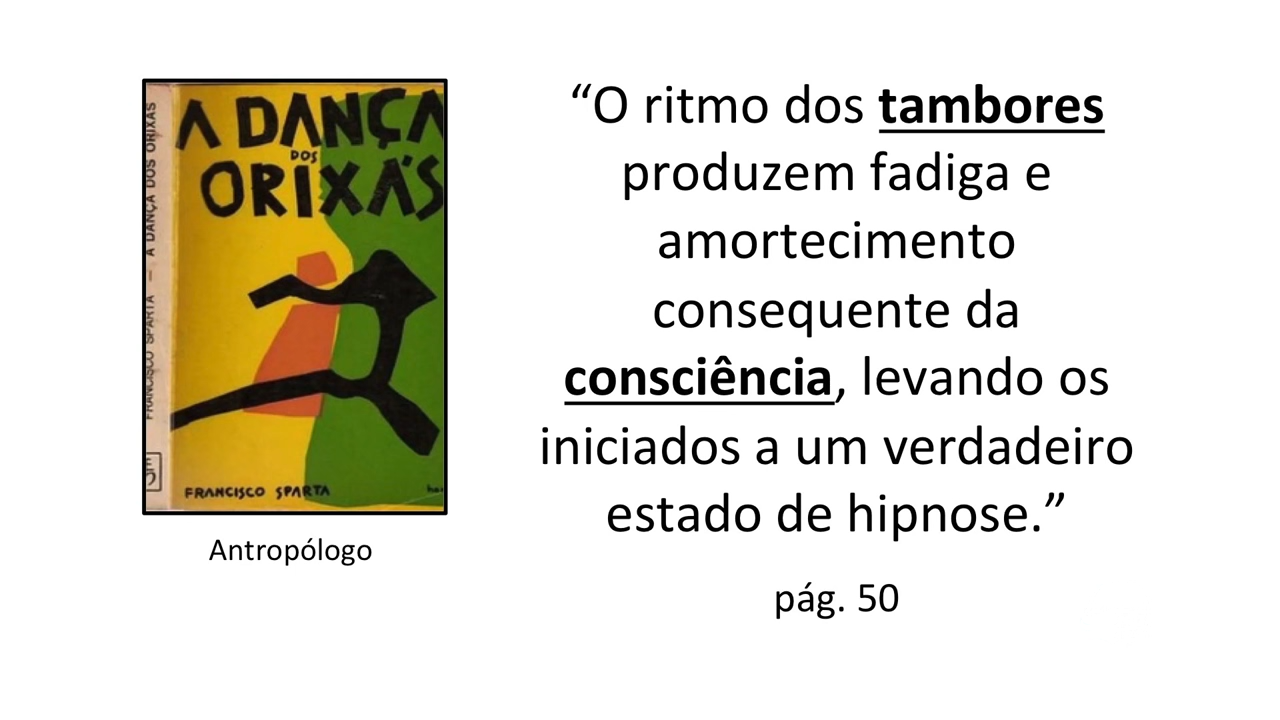 A DANÇA
DOS
ORIXÁS
FRANCISCO SPARTA
FRANCISCO SPARTA — A DANÇA DOS ORIXÁS
Antropólogo
“O ritmo dos tambores
produzem fadiga e
amortecimento
consequente da
consciência, levando os
iniciados a um verdadeiro
estado de hipnose.”
pág. 50